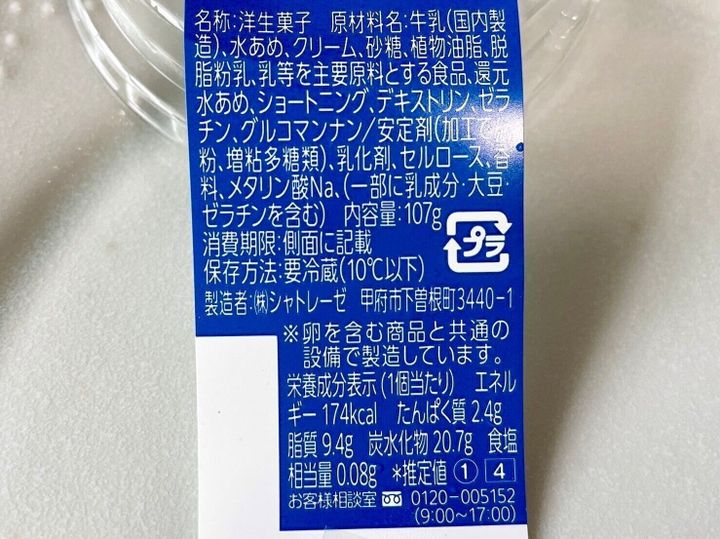 名称:洋生菓子 原材料名:牛乳(国内製
造)、水あめ、クリーム、砂糖、植物油脂、脱
脂粉乳、乳等を主要原料とする食品、還元
水あめ、ショートニング、デキストリン、ゼラ
チン、グルコマンナン/安定剤(加工で
粉、増粘多糖類)、乳化剤、セルロース、香
料、メタリン酸Na、(一部に乳成分・大豆・
ゼラチンを含む) 内容量:107g
消費期限:側面に記載
保存方法:要冷蔵(10℃以下)
プラ
製造者:㈱シャトレーゼ 甲府市下曽根町3440-1
※卵を含む商品と共通の
設備で製造しています。
栄養成分表示(1個当たり) エネル
ギー174kcal たんぱく質2.4g
脂質9.4g 炭水化物20.7g 食塩
相当量0.08g *推定値 ① 4
お客様相談室 0120-005152
(9:00～17:00)